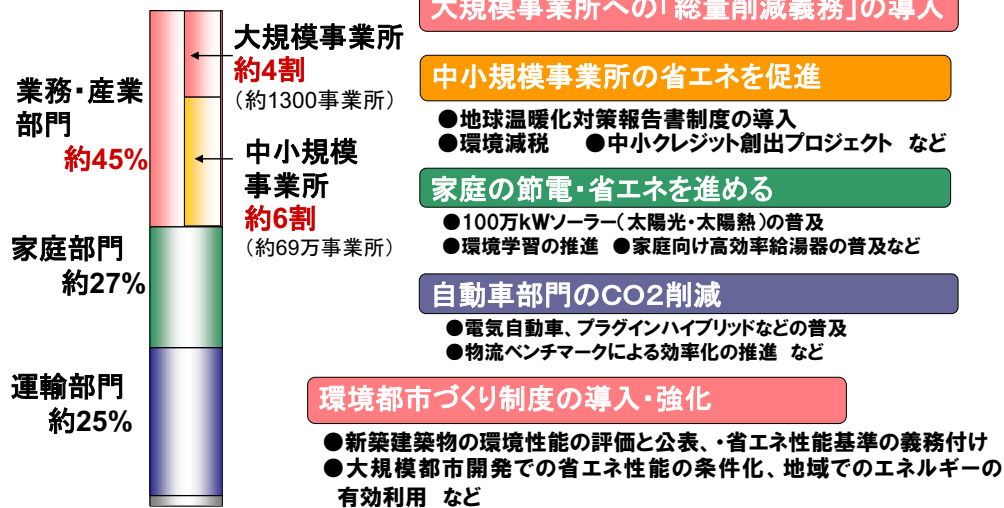 業務・産業
部門
約45%
大規模事業所
約4割
（約1300事業所）
中小規模
事業所
約6割
（約69万事業所）
家庭部門
約27%
運輸部門
約25%
大規模事業所への「総量削減義務」の導入
中小規模事業所の省エネを促進
●地球温暖化対策報告書制度の導入
●環境減税　●中小クレジット創出プロジェクト　など
家庭の節電・省エネを進める
●100万kWソーラー（太陽光・太陽熱）の普及
●環境学習の推進　●家庭向け高効率給湯器の普及など
自動車部門のCO2削減
●電気自動車、プラグインハイブリッドなどの普及
●物流ベンチマークによる効率化の推進　など
環境都市づくり制度の導入・強化
●新築建築物の環境性能の評価と公表、・省エネ性能基準の義務付け
●大規模都市開発での省エネ性能の条件化、地域でのエネルギーの
有効利用　など